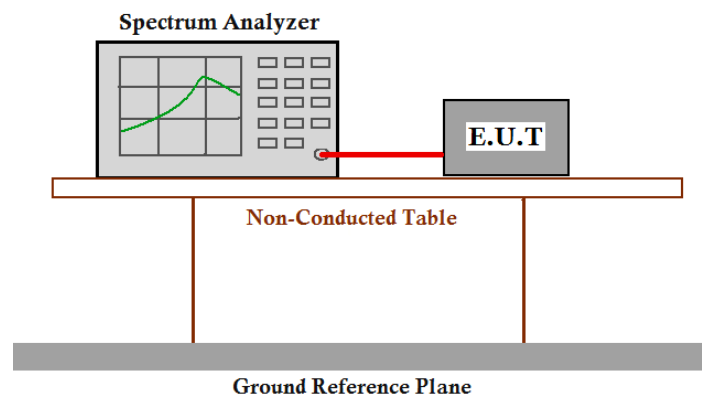 Spectrum Analyzer
E.U.T
Non-Conducted Table
Ground Reference Plane